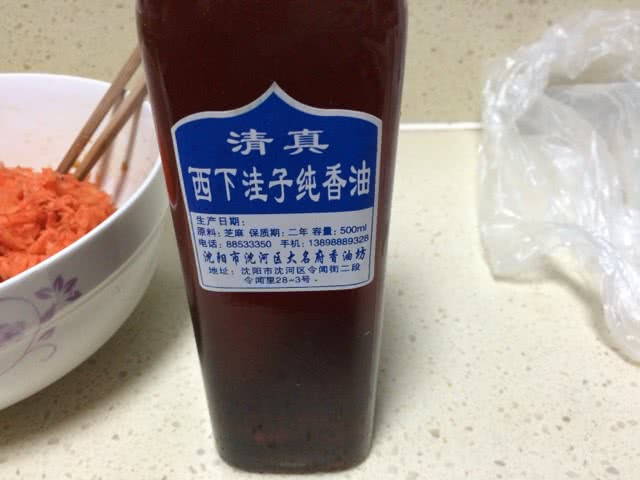 清真
西下洼子纯香油
生产日期:
原料: 芝麻 保质期: 二年 容量: 500ml
电话: 88533350 手机: 13898889328
沈阳市沈河区大名府香油坊
地址: 沈阳市沈河区令闻街二段
令闻里28-3号.